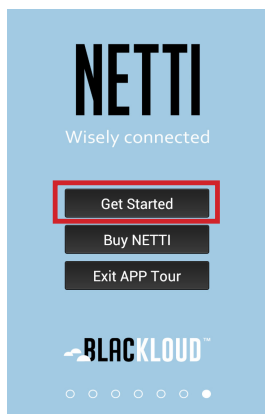 NETTI
Wisely connected
Get Started
Buy NETTI
Exit APP Tour
BLACKLOUD™